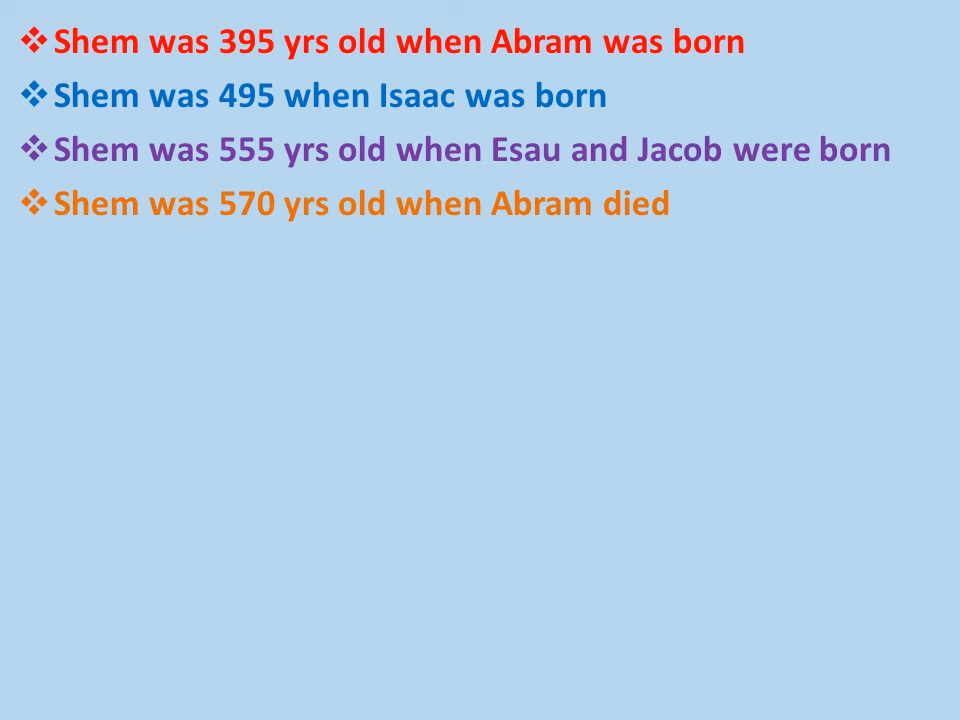 ❖Shem was 395 yrs old when Abram was born
❖Shem was 495 when Isaac was born
❖Shem was 555 yrs old when Esau and Jacob were born
❖Shem was 570 yrs old when Abram died